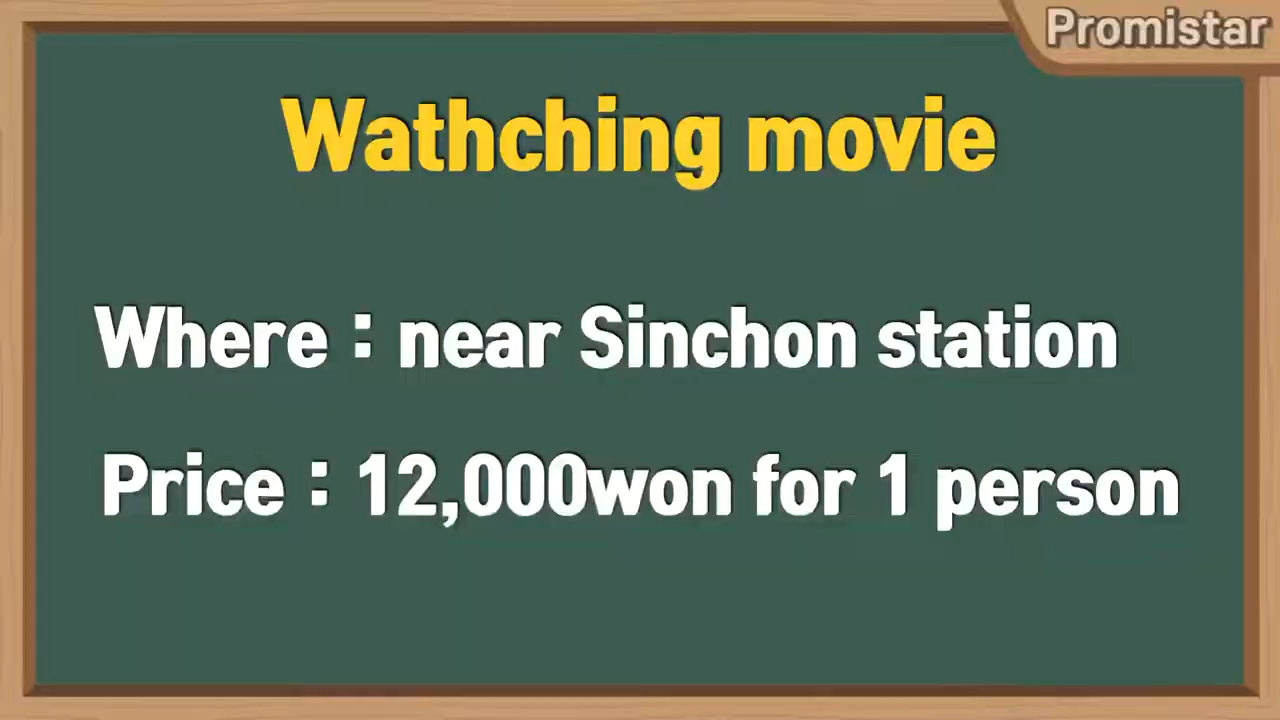 Promistar
Wathching movie
Where : near Sinchon station
Price : 12,000won for 1 person